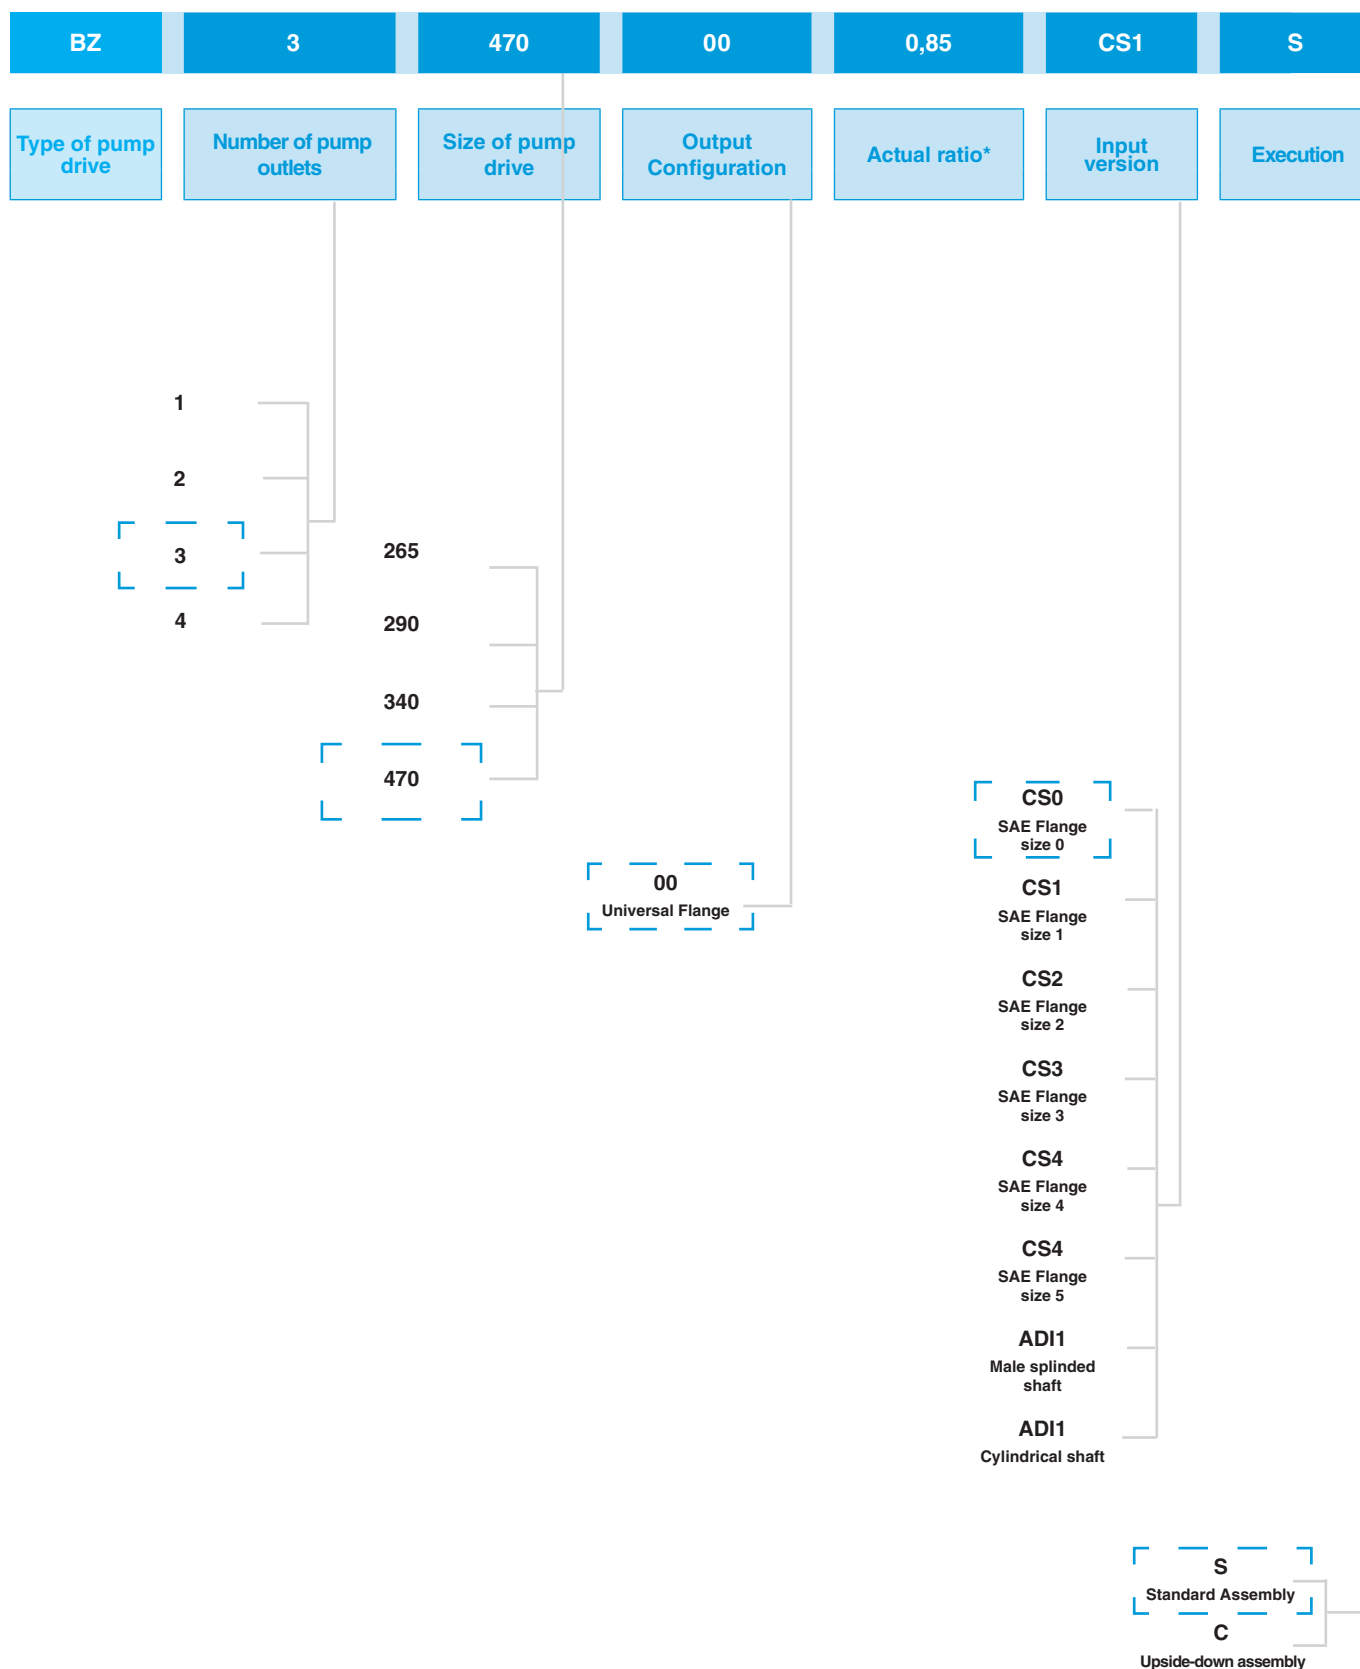 BZ 3 470 00 0,85 CS1 S
Type of pump
drive
Number of pump
outlets
Size of pump
drive
Output
Configuration
Actual ratio*
Input
version
Execution
1
2
3
4
265
290
340
470
00
Universal Flange
CS0
SAE Flange
size 0
CS1
SAE Flange
size 1
CS2
SAE Flange
size 2
CS3
SAE Flange
size 3
CS4
SAE Flange
size 4
CS4
SAE Flange
size 5
ADI1
Male splinded
shaft
ADI1
Cylindrical shaft
S
Standard Assembly
C
Upside-down assembly